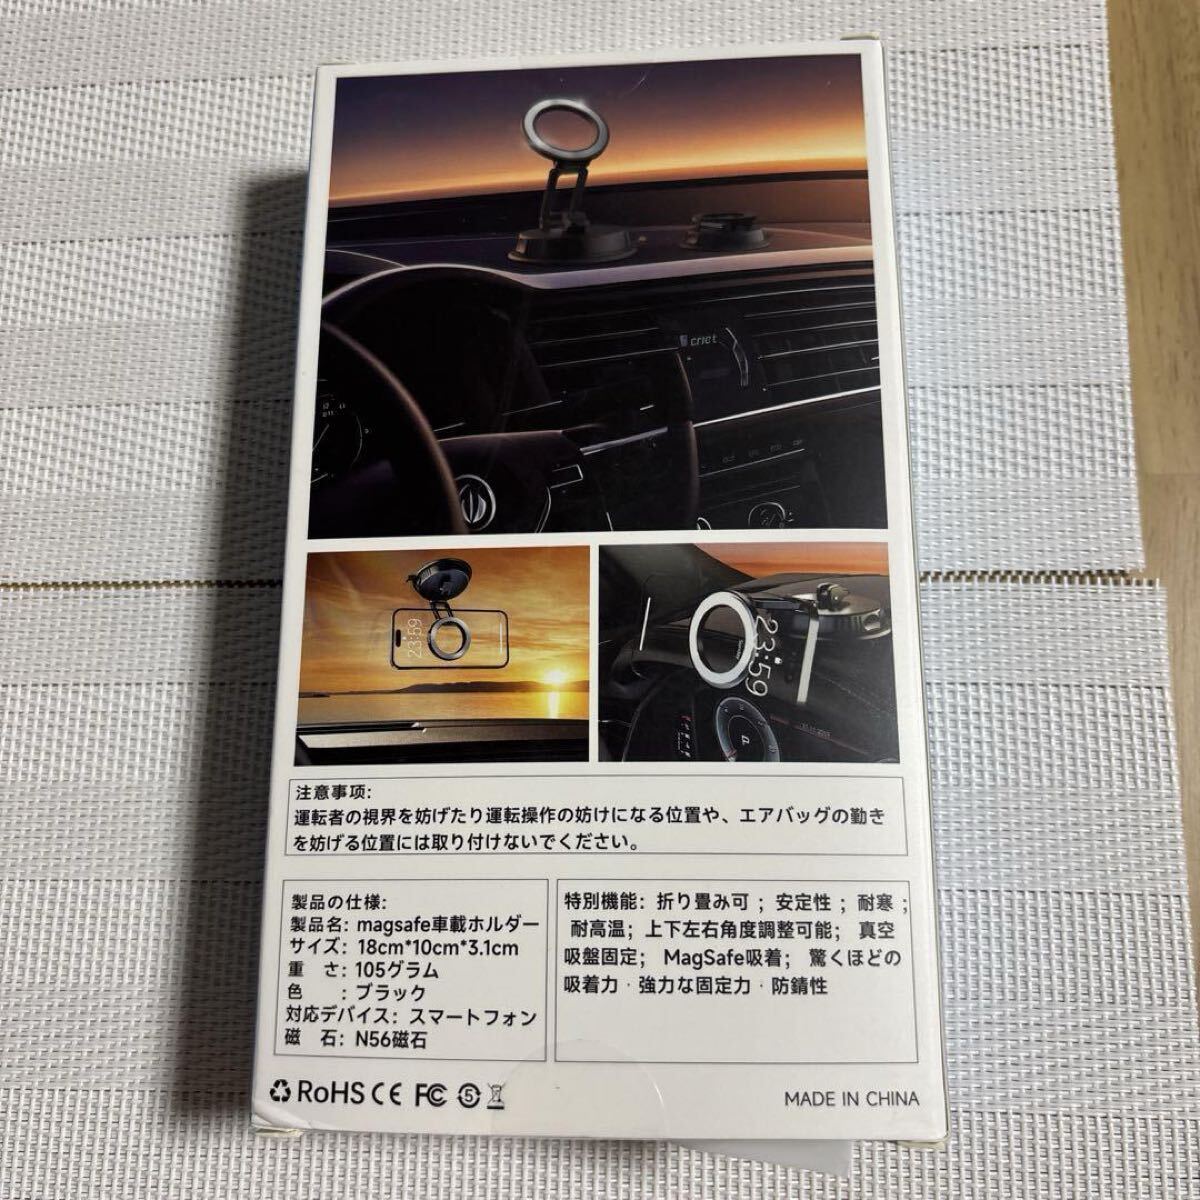 crict
23:59
23:59
注意事项:
運転者の視界を妨げたり運転操作の妨けになる位置や、エアバッグの動き
を妨げる位置には取り付けないでください。
製品の仕様:
製品名: magsafe車載ホルダー
サイズ: 18cm*10cm*3.1cm
重 さ: 105グラム
色 : ブラック
対応デバイス: スマートフォン
磁 石: N56磁石
特別機能: 折り畳み可 ; 安定性 ; 耐寒 ;
耐高温; 上下左右角度調整可能; 真空
吸盤固定; MagSafe吸着; 驚くほどの
吸着力 · 強力な固定力 · 防錆性
RoHS CE FC 5
MADE IN CHINA